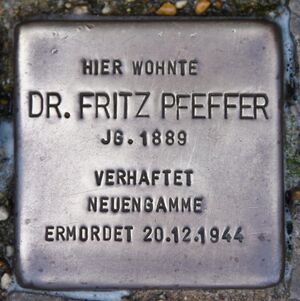 HIER WOHNTE
DR. FRITZ PFEFFER
JG. 1889
VERHAFTET
NEUENGAMME
ERMORDET 20.12.1944